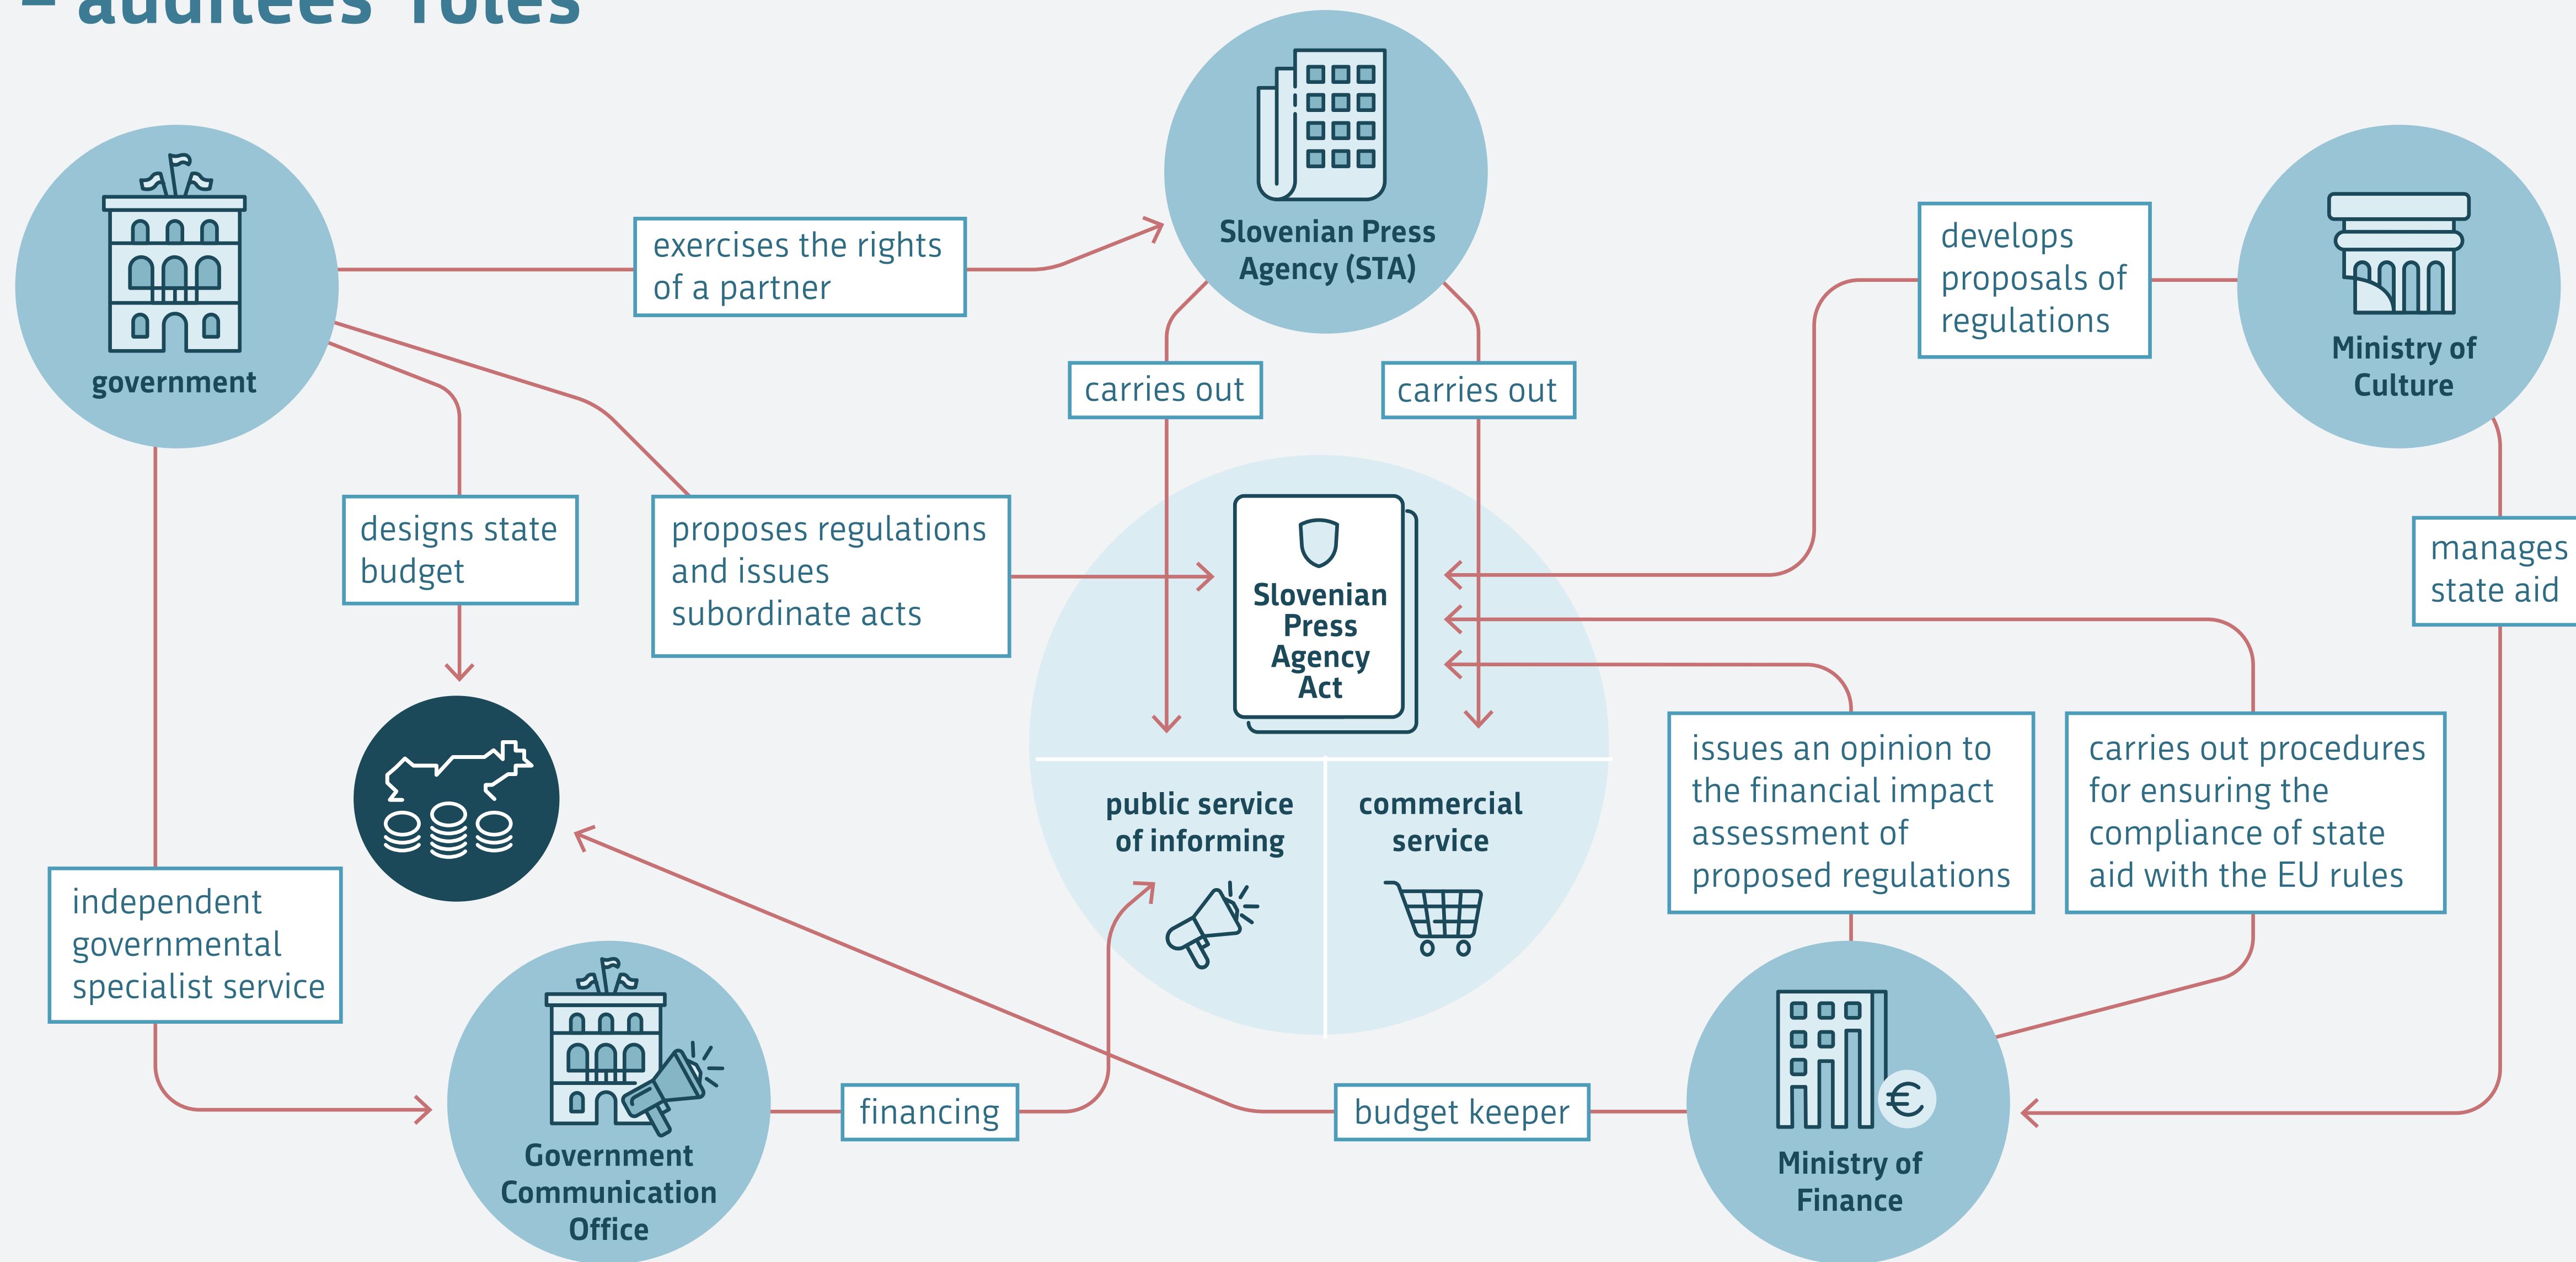 – auditees' roles
Slovenian Press
Agency (STA)
government
exercises the rights
of a partner
develops
proposals of
regulations
Ministry of
Culture
carries out
carries out
designs state
budget
proposes regulations
and issues
subordinate acts
Slovenian
Press
Agency
Act
manages
state aid
public service
of informing
commercial
service
issues an opinion to
the financial impact
assessment of
proposed regulations
carries out procedures
for ensuring the
compliance of state
aid with the EU rules
independent
governmental
specialist service
financing
budget keeper
€
Government
Communication
Office
Ministry of
Finance